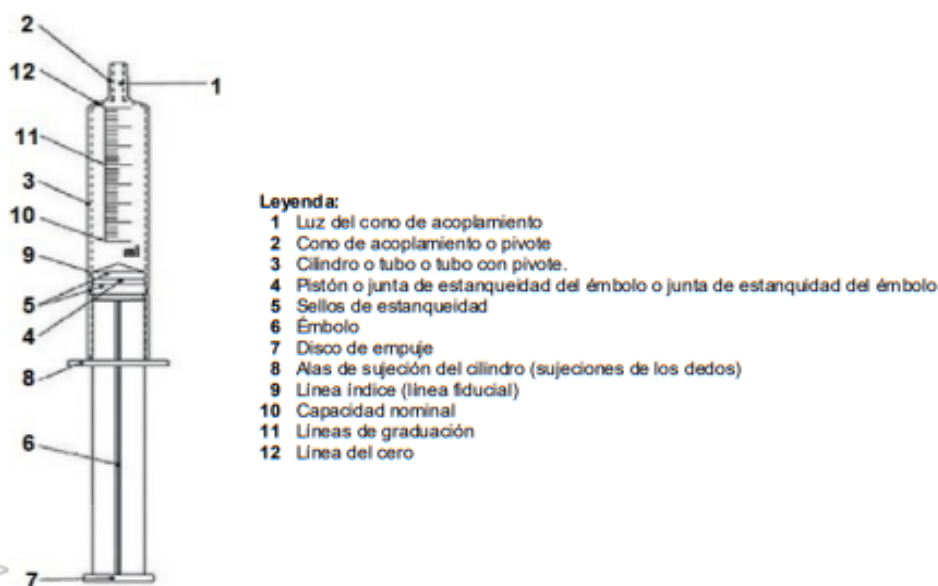 2
12
1
11
3
10
ml
9
5
4
8
6
7
Leyenda:
1 Luz del cono de acoplamiento
2 Cono de acoplamiento o pivote
3 Cilindro o tubo o tubo con pivote.
4 Pistón o junta de estanqueidad del émbolo o junta de estanquidad del émbolo
5 Sellos de estanqueidad
6 Émbolo
7 Disco de empuje
8 Alas de sujeción del cilindro (sujeciones de los dedos)
9 Línea índice (línea fiducial)
10 Capacidad nominal
11 Líneas de graduación
12 Línea del cero